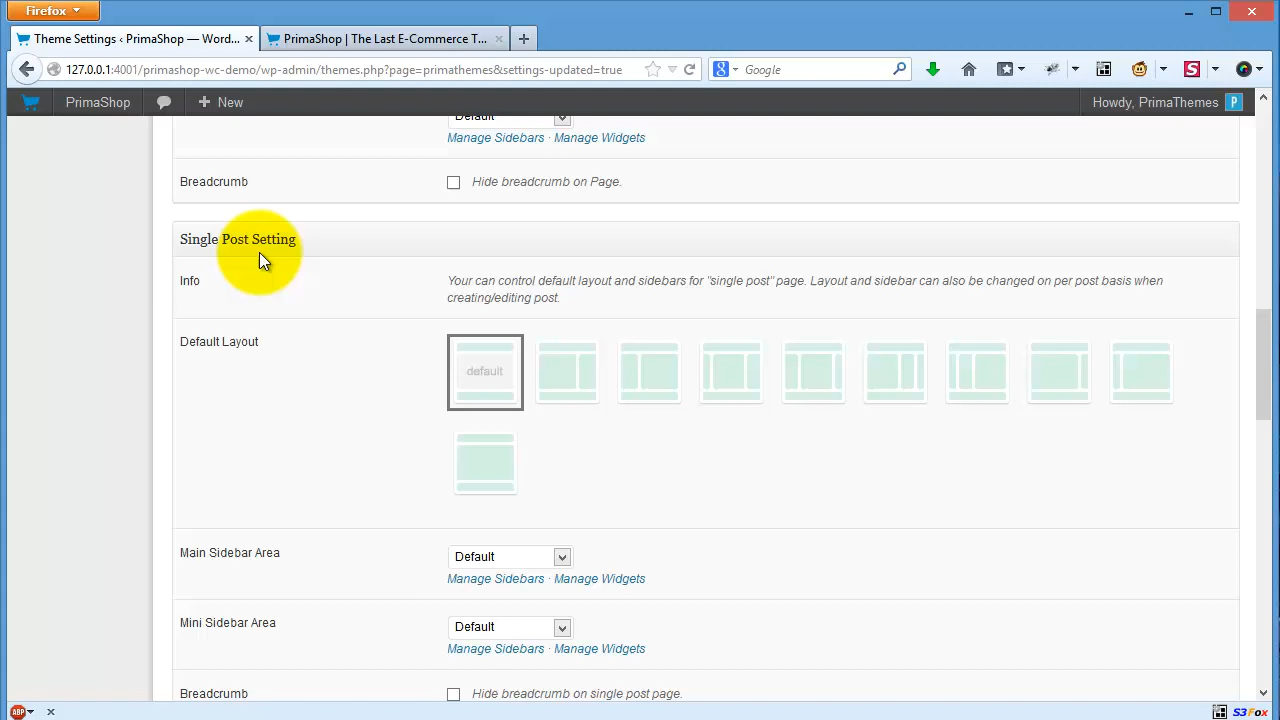 Firefox
Theme Settings ‹ PrimaShop — Word...
PrimaShop | The Last E-Commerce T...
127.0.0.1:4001/primashop-wc-demo/wp-admin/themes.php?page=primathemes&settings-updated=true
Google
PrimaShop
New
Howdy, PrimaThemes
Default
Manage Sidebars · Manage Widgets
Breadcrumb
Hide breadcrumb on Page.
Single Post Setting
Info
Your can control default layout and sidebars for "single post" page. Layout and sidebar can also be changed on per post basis when
creating/editing post.
Default Layout
default
Main Sidebar Area
Default
Manage Sidebars · Manage Widgets
Mini Sidebar Area
Default
Manage Sidebars · Manage Widgets
Breadcrumb
Hide breadcrumb on single post page.
ABP
S3Fox